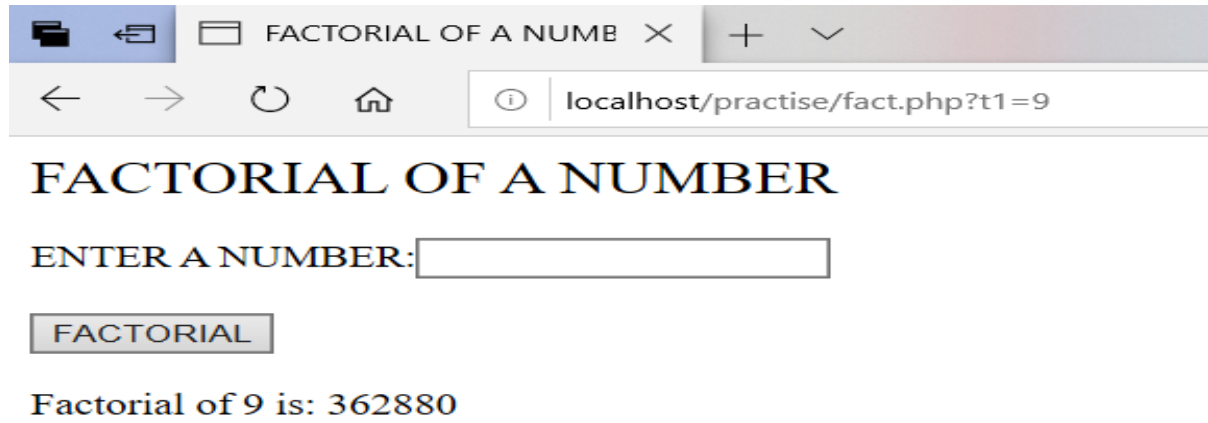 FACTORIAL OF A NUMB
localhost/practise/fact.php?t1=9
FACTORIAL OF A NUMBER
ENTER A NUMBER:
FACTORIAL
Factorial of 9 is: 362880